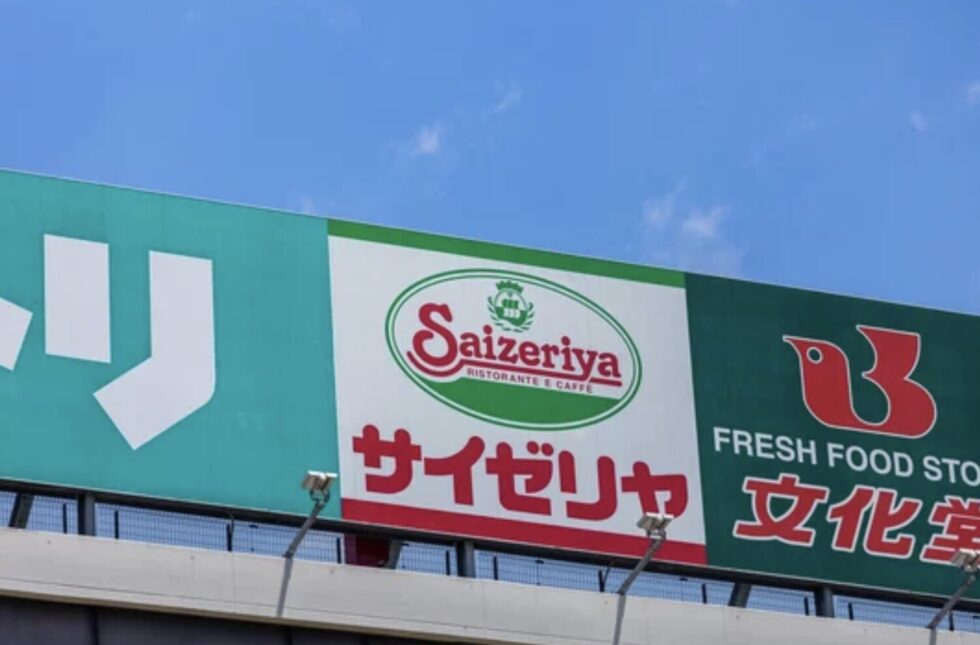 リ
Saizeriya
RISTORANTE E CAFFÈ
サイゼリヤ
FRESH FOOD STO
文化堂